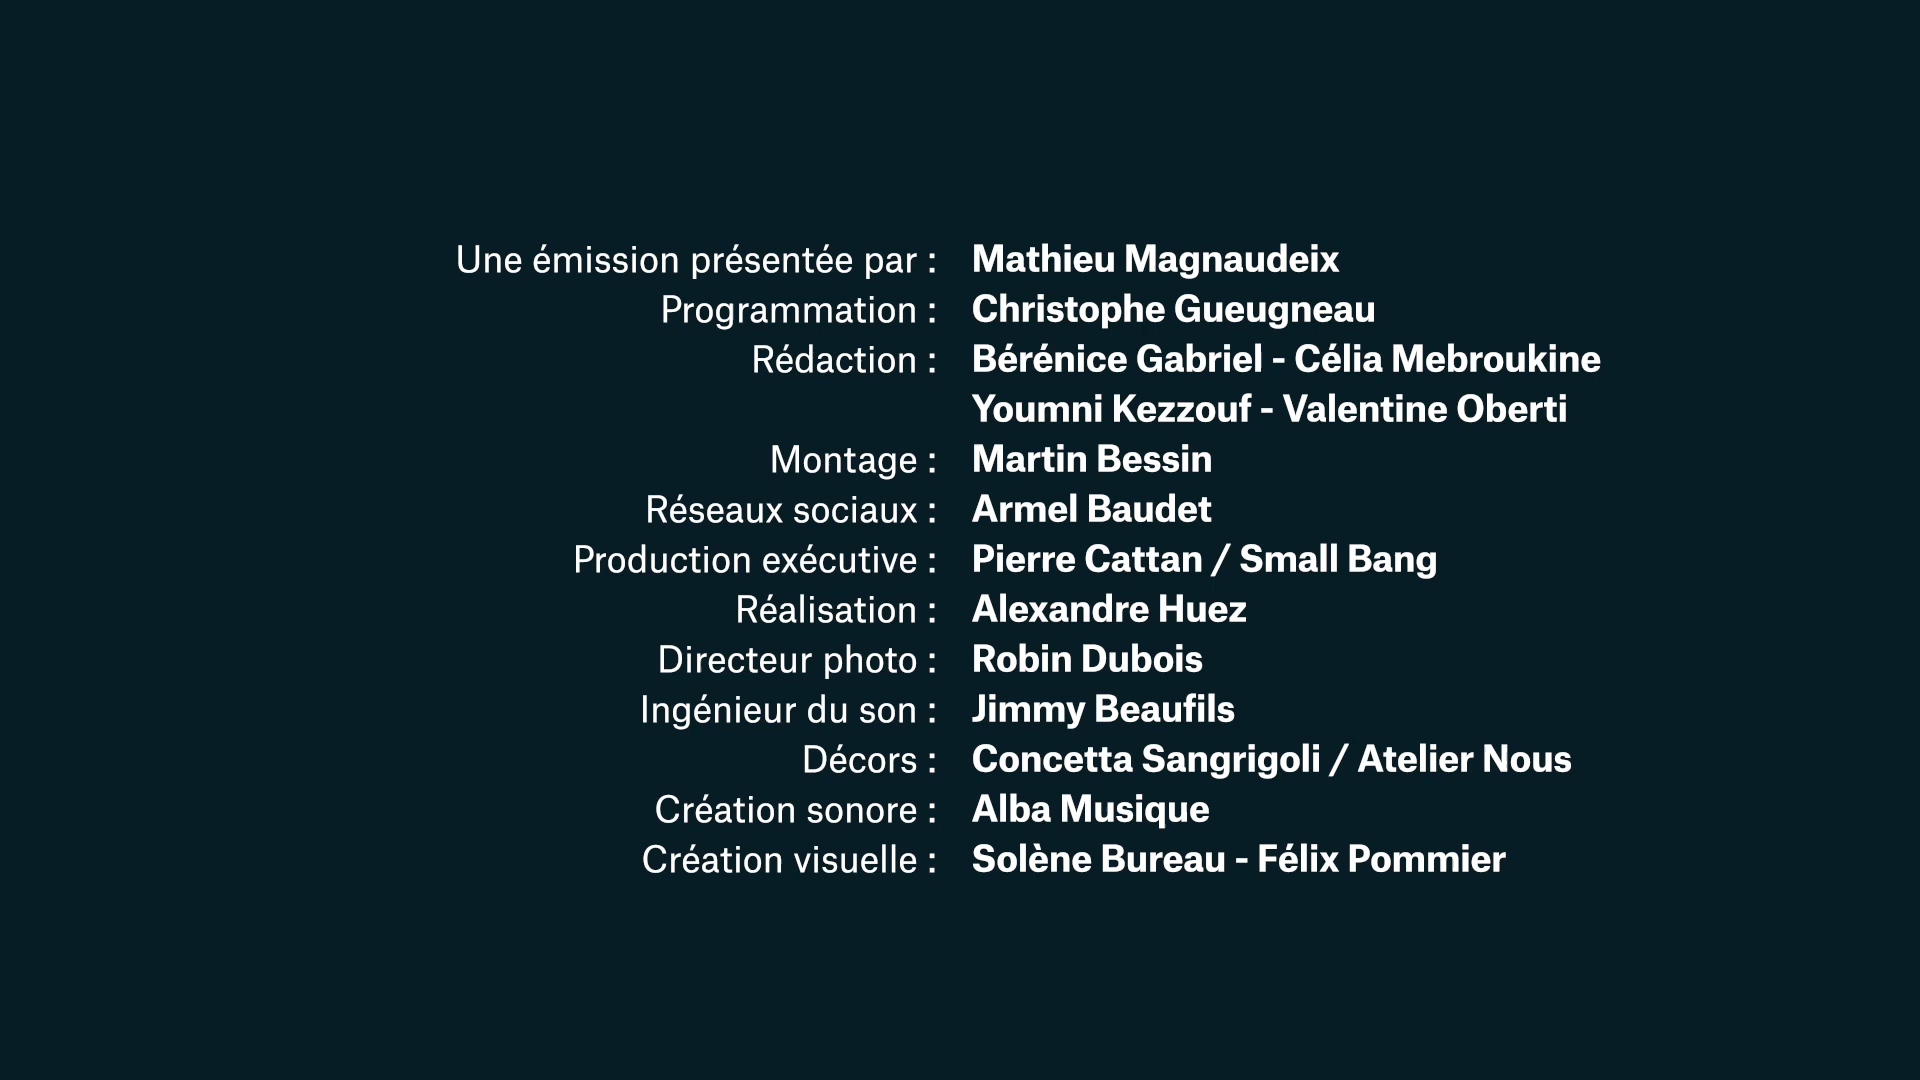 Une émission présentée par : Mathieu Magnaudeix
Programmation : Christophe Gueugneau
Rédaction : Bérénice Gabriel - Célia Mebroukine
Youmni Kezzouf - Valentine Oberti
Montage : Martin Bessin
Réseaux sociaux : Armel Baudet
Production exécutive : Pierre Cattan / Small Bang
Réalisation : Alexandre Huez
Directeur photo : Robin Dubois
Ingénieur du son : Jimmy Beaufils
Décors : Concetta Sangrigoli / Atelier Nous
Création sonore : Alba Musique
Création visuelle : Solène Bureau - Félix Pommier